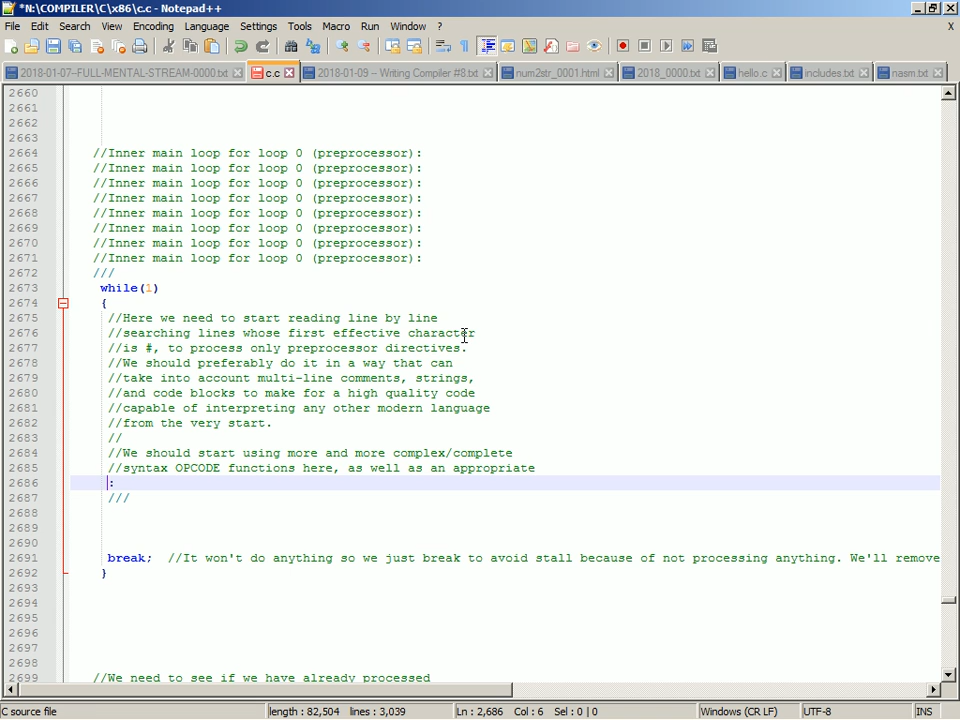 *N:\COMPILER\C\x86\c.c - Notepad++
File Edit Search View Encoding Language Settings Tools Macro Run Window ? X
2018-01-07-FULL-MENTAL-STREAM-0000.txt c.c 2018-01-09 -- Writing Compiler #8.txt num2str_0001.html 2018_0000.txt hello.c includes.txt nasm.txt
2660
2661
2662
2663
2664 //Inner main loop for loop 0 (preprocessor):
2665 //Inner main loop for loop 0 (preprocessor):
2666 //Inner main loop for loop 0 (preprocessor):
2667 //Inner main loop for loop 0 (preprocessor):
2668 //Inner main loop for loop 0 (preprocessor):
2669 //Inner main loop for loop 0 (preprocessor):
2670 //Inner main loop for loop 0 (preprocessor):
2671 //Inner main loop for loop 0 (preprocessor):
2672 ///
2673 while(1)
2674 {
2675 //Here we need to start reading line by line
2676 //searching lines whose first effective character
2677 //is #, to process only preprocessor directives.
2678 //We should preferably do it in a way that can
2679 //take into account multi-line comments, strings,
2680 //and code blocks to make for a high quality code
2681 //capable of interpreting any other modern language
2682 //from the very start.
2683 //
2684 //We should start using more and more complex/complete
2685 //syntax OPCODE functions here, as well as an appropriate
2686 :
2687 ///
2688
2689
2690
2691 break; //It won't do anything so we just break to avoid stall because of not processing anything. We'll remove
2692 }
2693
2694
2695
2696
2697
2698
2699 //We need to see if we have already processed
C source file length : 82,504 lines : 3,039 Ln : 2,686 Col : 6 Sel : 0 | 0 Windows (CR LF) UTF-8 INS